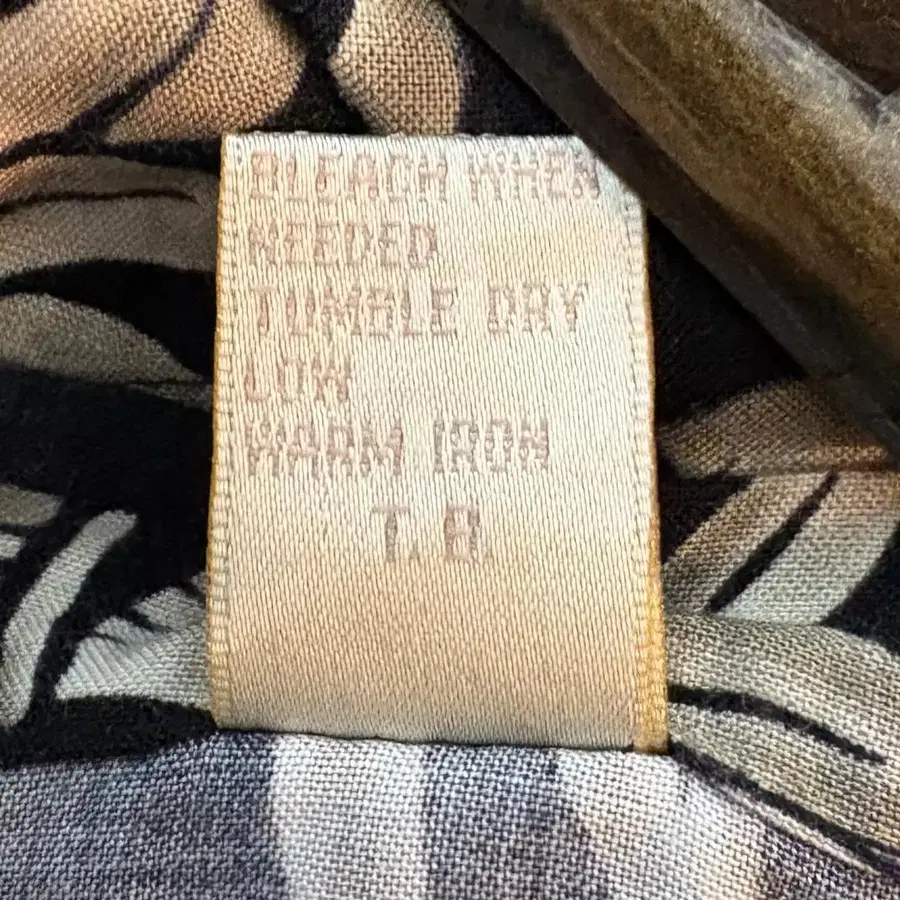 BLEACH WHEN
NEEDED
TUMBLE DRY
LOW
WARM IRON
T. B.